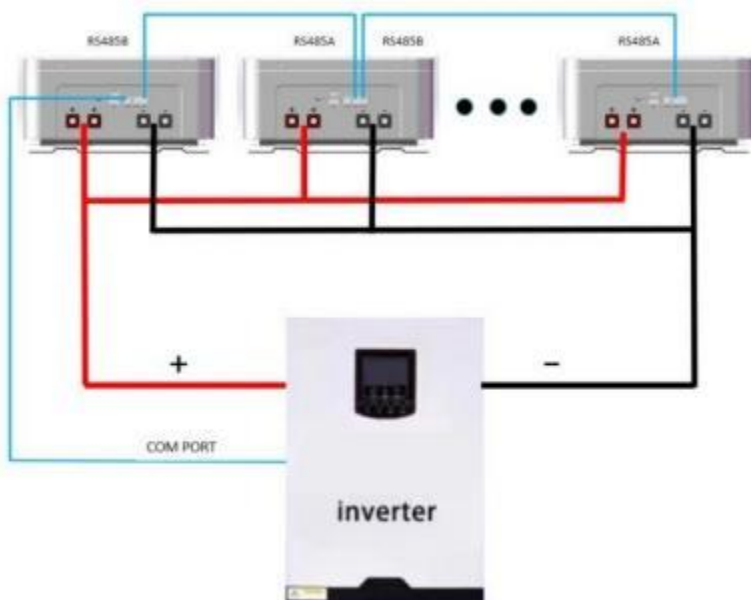 RS485B
RS485A
RS485B
RS485A
+
−
COM PORT
inverter